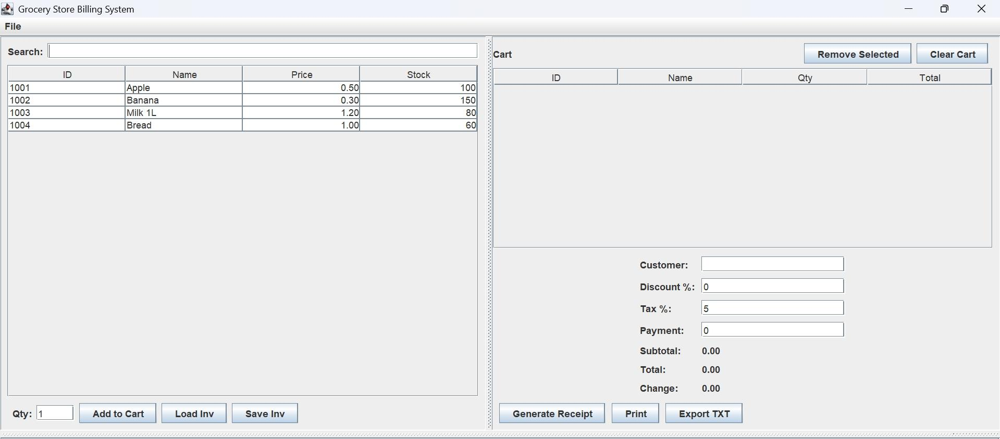 Grocery Store Billing System
File
Search:
ID Name Price Stock
1001 Apple 0.50 100
1002 Banana 0.30 150
1003 Milk 1L 1.20 80
1004 Bread 1.00 60
Qty: 1 Add to Cart Load Inv Save Inv
Cart Remove Selected Clear Cart
ID Name Qty Total
Customer:
Discount %: 0
Tax %: 5
Payment: 0
Subtotal: 0.00
Total: 0.00
Change: 0.00
Generate Receipt Print Export TXT